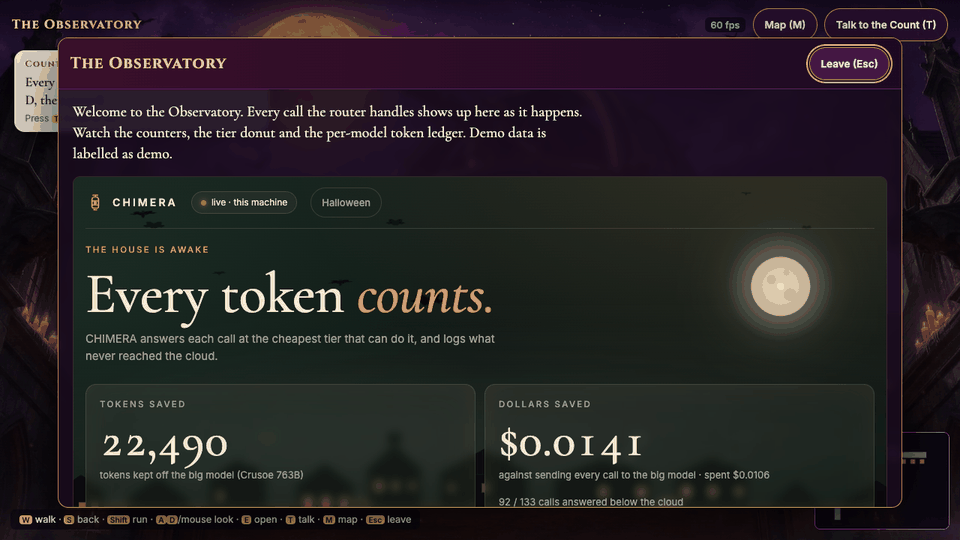 THE OBSERVATORY
60 fps
Map (M)
Talk to the Count (T)
COUNT
Every
D, the
Press
THE OBSERVATORY
Leave (Esc)
Welcome to the Observatory. Every call the router handles shows up here as it happens.
Watch the counters, the tier donut and the per-model token ledger. Demo data is
labelled as demo.
CHIMERA
live · this machine
Halloween
THE HOUSE IS AWAKE
Every token counts.
CHIMERA answers each call at the cheapest tier that can do it, and logs what
never reached the cloud.
TOKENS SAVED
22,490
tokens kept off the big model (Crusoe 763B)
DOLLARS SAVED
$0.0141
against sending every call to the big model · spent $0.0106
92 / 133 calls answered below the cloud
W walk · S back · Shift run · A D/mouse look · E open · T talk · M map · Esc leave